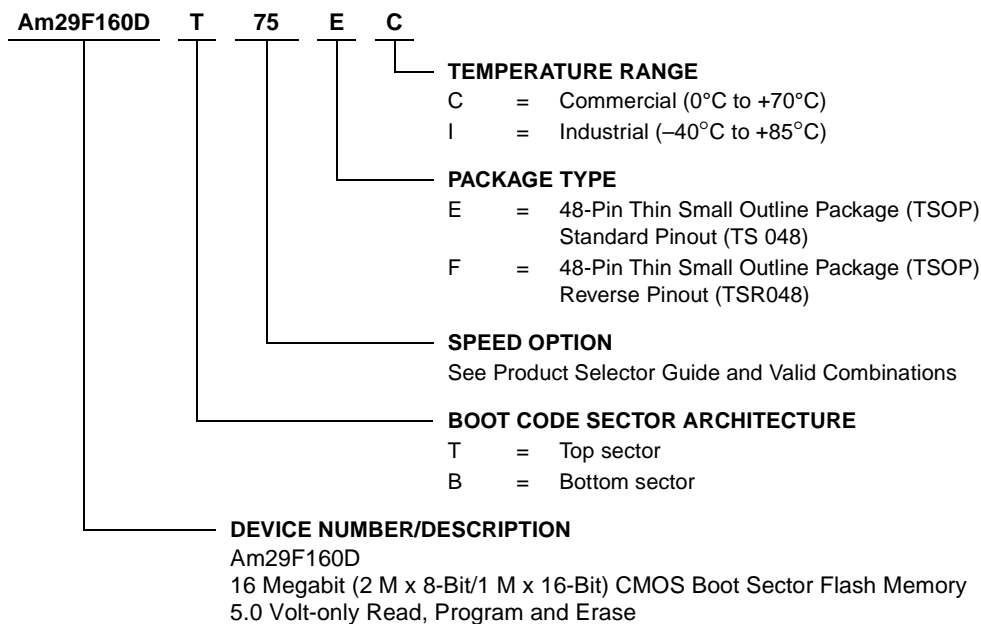 Am29F160D T 75 E C
TEMPERATURE RANGE
C = Commercial (0°C to +70°C)
I = Industrial (–40°C to +85°C)
PACKAGE TYPE
E = 48-Pin Thin Small Outline Package (TSOP)
Standard Pinout (TS 048)
F = 48-Pin Thin Small Outline Package (TSOP)
Reverse Pinout (TSR048)
SPEED OPTION
See Product Selector Guide and Valid Combinations
BOOT CODE SECTOR ARCHITECTURE
T = Top sector
B = Bottom sector
DEVICE NUMBER/DESCRIPTION
Am29F160D
16 Megabit (2 M x 8-Bit/1 M x 16-Bit) CMOS Boot Sector Flash Memory
5.0 Volt-only Read, Program and Erase